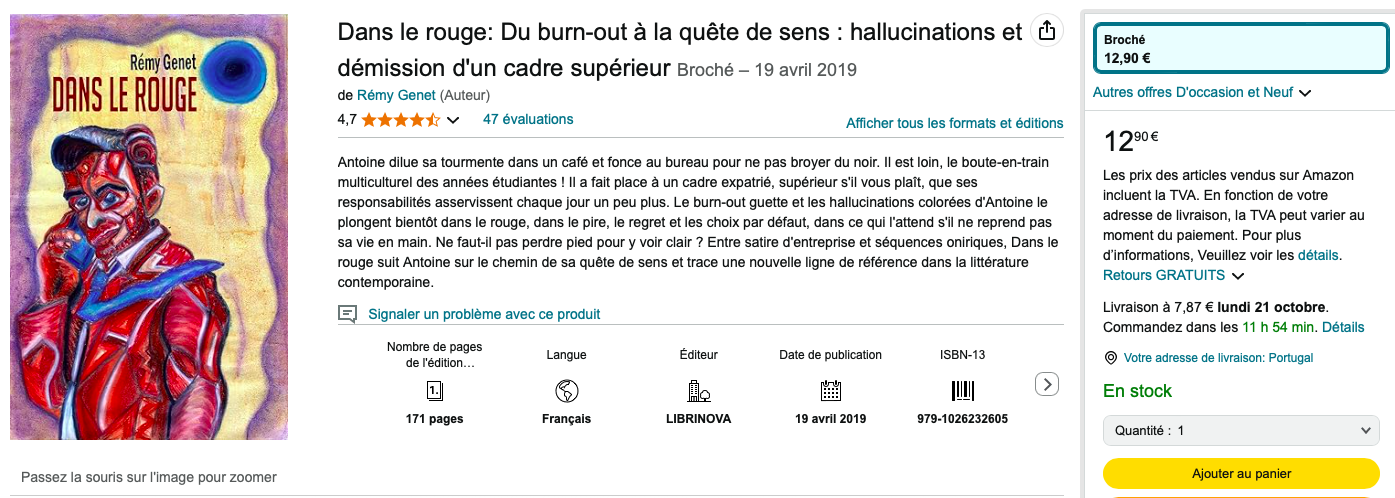 Rémy Genet
DANS LE ROUGE
Passez la souris sur l'image pour zoomer
Dans le rouge: Du burn-out à la quête de sens : hallucinations et
démission d'un cadre supérieur Broché – 19 avril 2019
de Rémy Genet (Auteur)
4,7 47 évaluations
Afficher tous les formats et éditions
Antoine dilue sa tourmente dans un café et fonce au bureau pour ne pas broyer du noir. Il est loin, le boute-en-train
multiculturel des années étudiantes ! Il a fait place à un cadre expatrié, supérieur s'il vous plaît, que ses
responsabilités asservissent chaque jour un peu plus. Le burn-out guette et les hallucinations colorées d'Antoine le
plongent bientôt dans le rouge, dans le pire, le regret et les choix par défaut, dans ce qui l'attend s'il ne reprend pas
sa vie en main. Ne faut-il pas perdre pied pour y voir clair ? Entre satire d'entreprise et séquences oniriques, Dans le
rouge suit Antoine sur le chemin de sa quête de sens et trace une nouvelle ligne de référence dans la littérature
contemporaine.
Signaler un problème avec ce produit
Nombre de pages
de l'édition…
1.
171 pages
Langue
Français
Éditeur
LIBRINOVA
Date de publication
19 avril 2019
ISBN-13
979-1026232605
Broché
12,90 €
Autres offres D'occasion et Neuf
1290 €
Les prix des articles vendus sur Amazon
incluent la TVA. En fonction de votre
adresse de livraison, la TVA peut varier au
moment du paiement. Pour plus
d'informations, Veuillez voir les détails.
Retours GRATUITS
Livraison à 7,87 € lundi 21 octobre.
Commandez dans les 11 h 54 min. Détails
Votre adresse de livraison: Portugal
En stock
Quantité : 1
Ajouter au panier